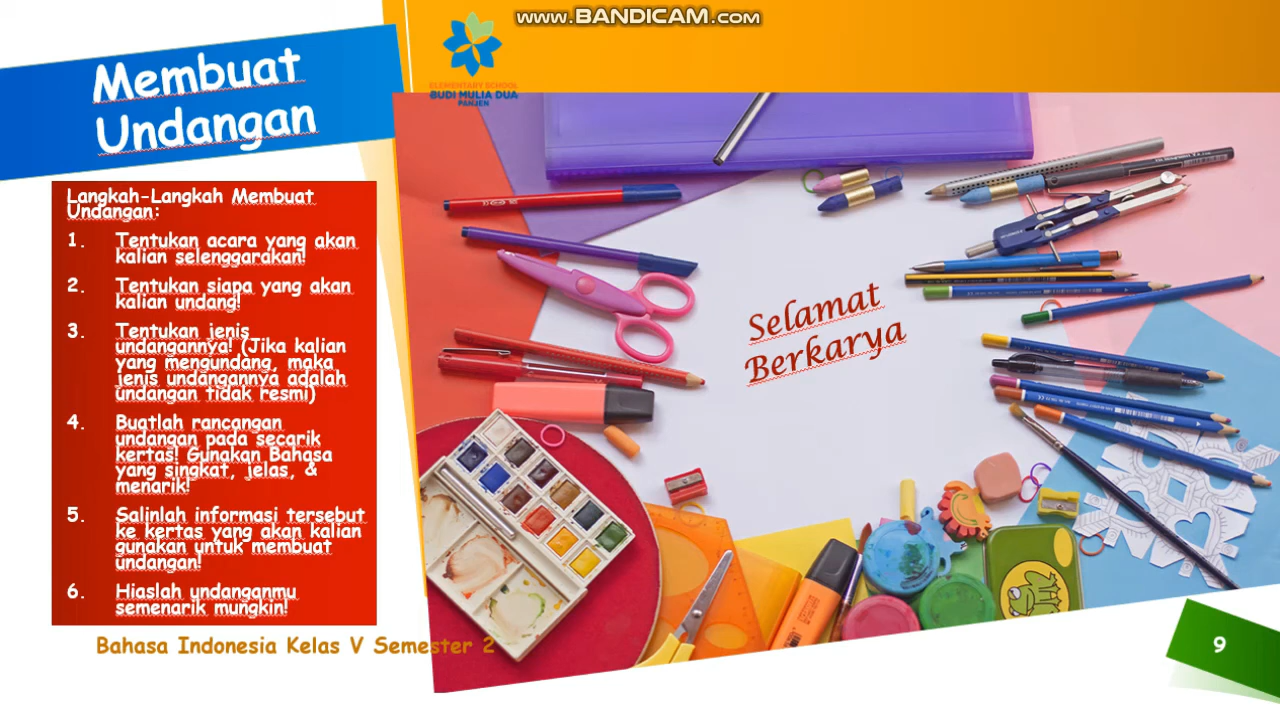 www.BANDICAM.com
ELEMENTARY SCHOOL
BUDI MULIA DUA
PANJEN
Membuat
Undangan
Langkah-Langkah Membuat
Undangan:
1. Tentukan acara yang akan
kalian selenggarakan!
2. Tentukan siapa yang akan
kalian undang!
3. Tentukan jenis
undangannya! (Jika kalian
yang mengundang, maka
jenis undangannya adalah
undangan tidak resmi)
4. Buatlah rancangan
undangan pada secarik
kertas! Gunakan Bahasa
yang singkat, jelas, &
menarik!
5. Salinlah informasi tersebut
ke kertas yang akan kalian
gunakan untuk membuat
undangan!
6. Hiaslah undanganmu
semenarik mungkin!
Selamat
Berkarya
Bahasa Indonesia Kelas V Semester 2
9